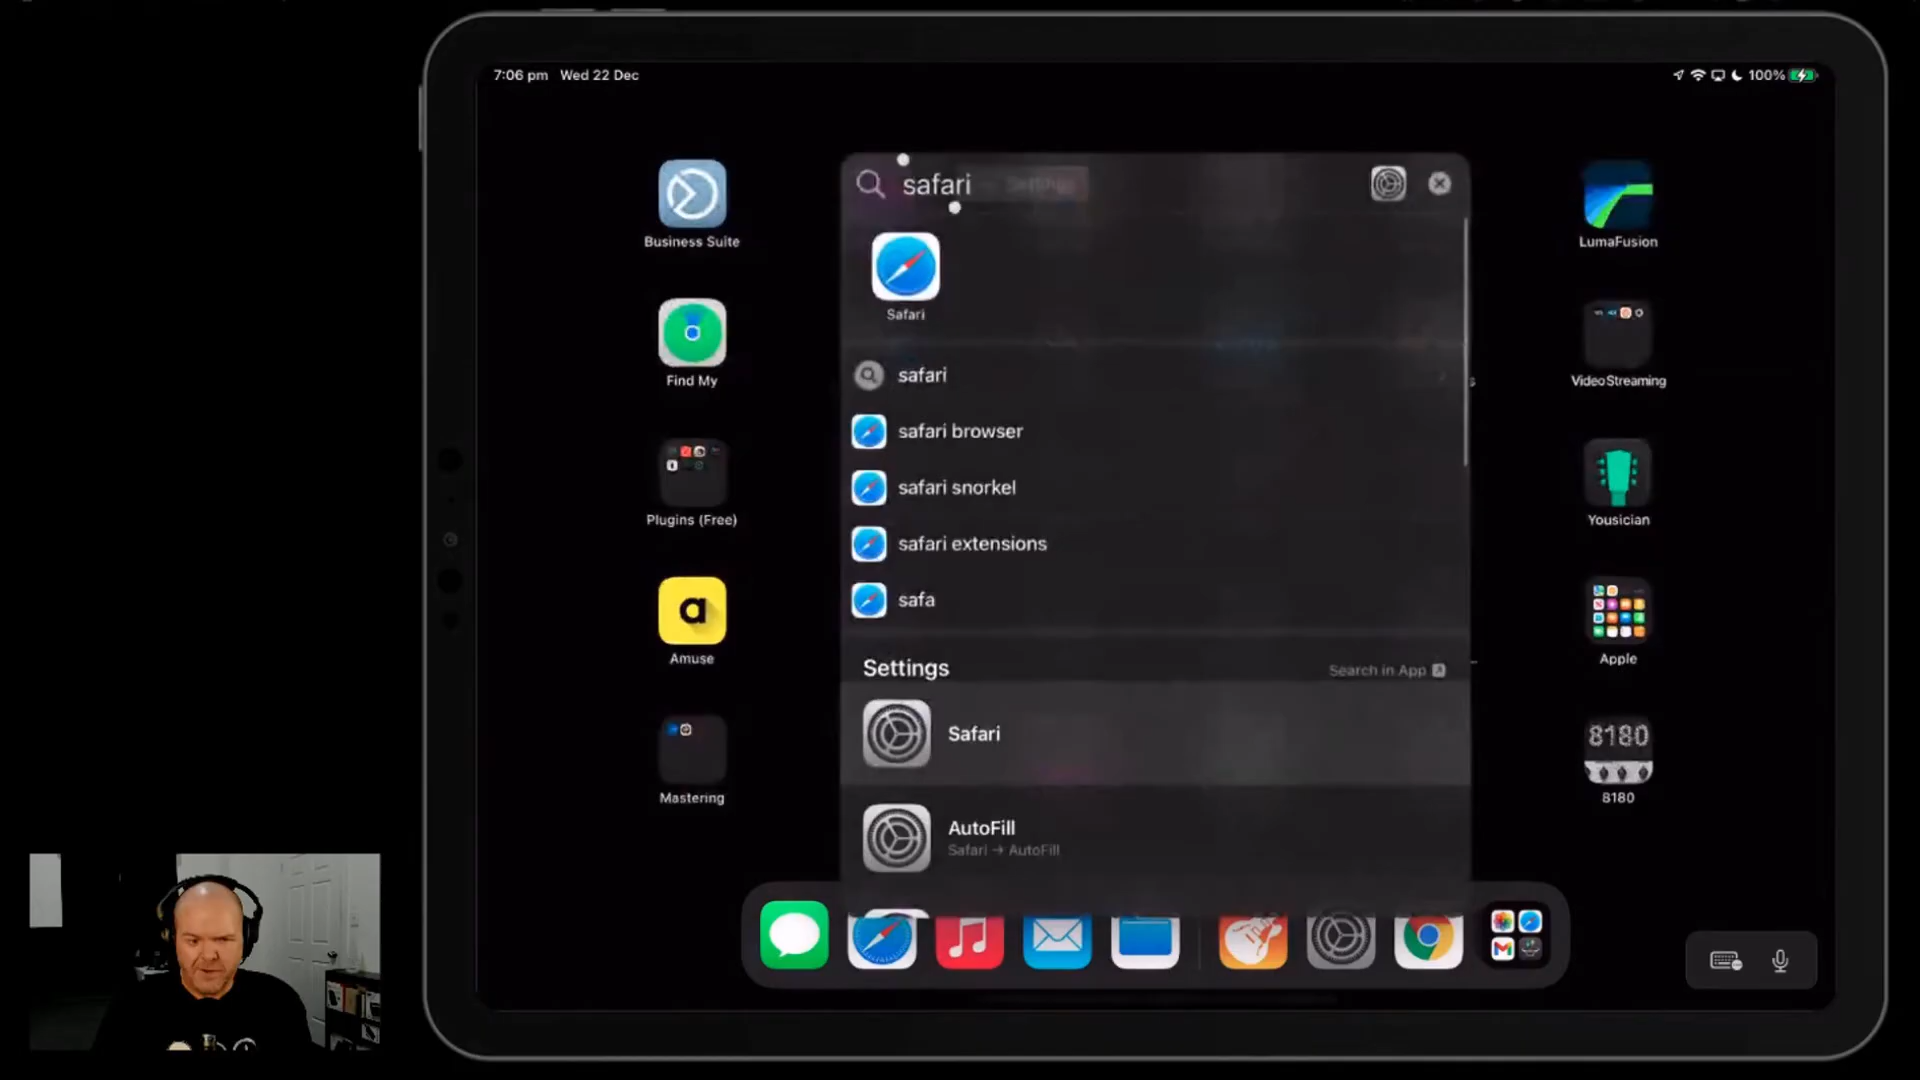 7:06 pm Wed 22 Dec
100%
safari
Settings
Business Suite
LumaFusion
Safari
Find My
safari
VideoStreaming
safari browser
safari snorkel
Plugins (Free)
Yousician
safari extensions
safa
Amuse
Settings
Search in App
Apple
Safari
8180
Mastering
8180
AutoFill
Safari → AutoFill